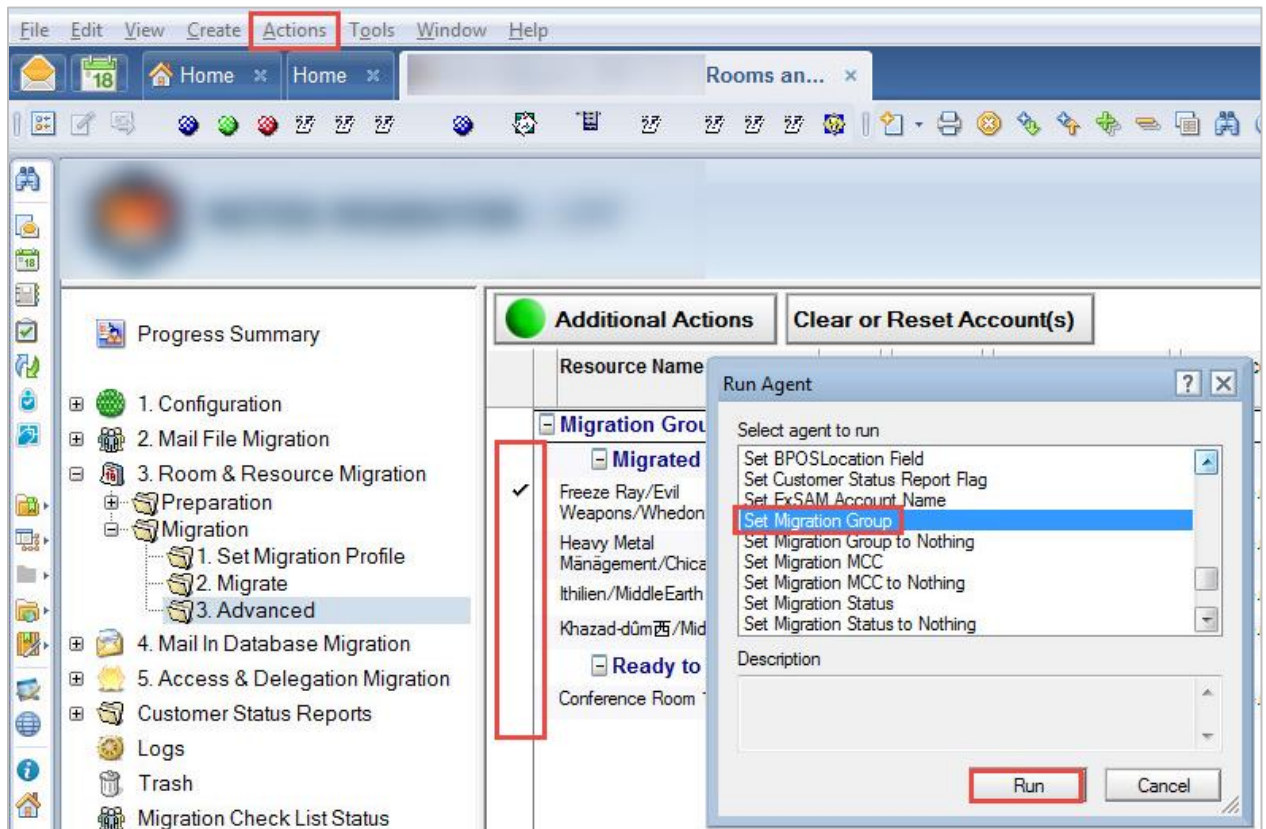 File Edit View Create Actions Tools Window Help
18 Home Home Rooms an...
Progress Summary
1. Configuration
2. Mail File Migration
3. Room & Resource Migration
Preparation
Migration
1. Set Migration Profile
2. Migrate
3. Advanced
4. Mail In Database Migration
5. Access & Delegation Migration
Customer Status Reports
Logs
Trash
Migration Check List Status
Additional Actions Clear or Reset Account(s)
Resource Name
Migration Grou
Migrated
Freeze Ray/Evil
Weapons/Whedon
Heavy Metal
Mänägement/Chica
Ithilien/MiddleEarth
Khazad-dûm西/Mid
Ready to
Conference Room
Run Agent
Select agent to run
Set BPOSLocation Field
Set Customer Status Report Flag
Set ExSAM Account Name
Set Migration Group
Set Migration Group to Nothing
Set Migration MCC
Set Migration MCC to Nothing
Set Migration Status
Set Migration Status to Nothing
Description
Run Cancel